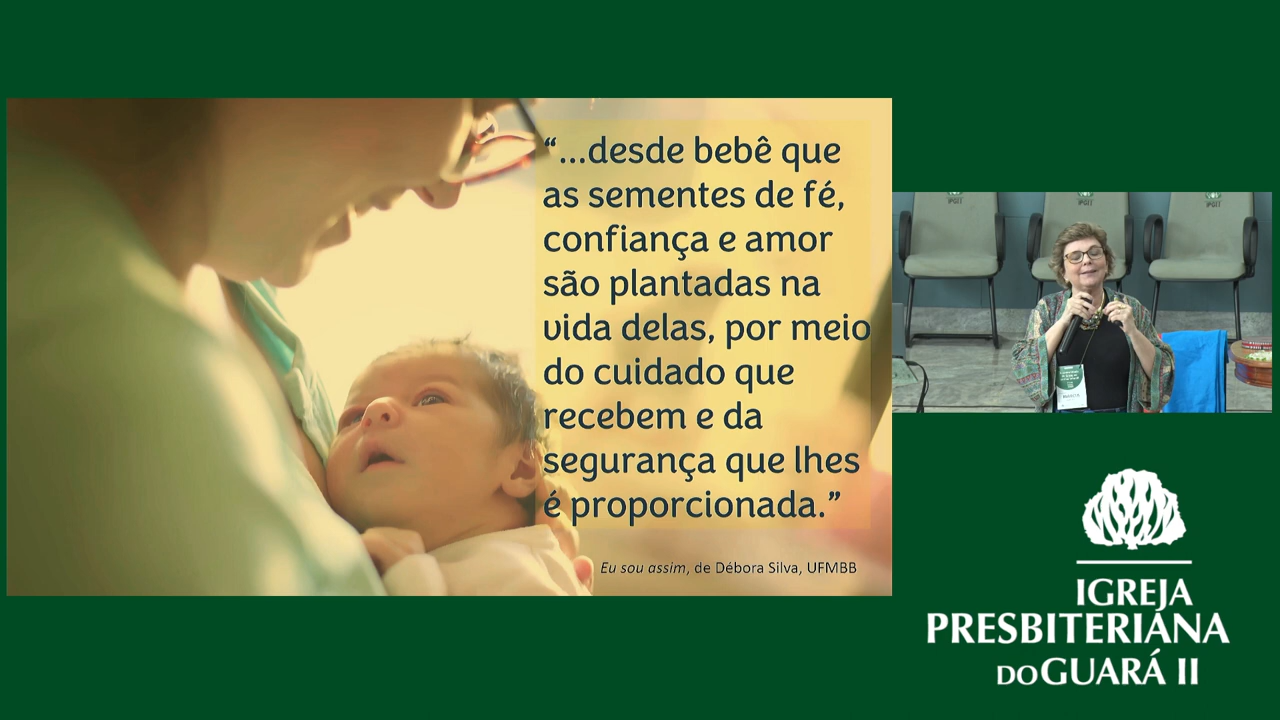 “...desde bebê que
as sementes de fé,
confiança e amor
são plantadas na
vida delas, por meio
do cuidado que
recebem e da
segurança que lhes
é proporcionada.”
Eu sou assim, de Débora Silva, UFMBB
IGREJA
PRESBITERIANA
DO GUARÁ II